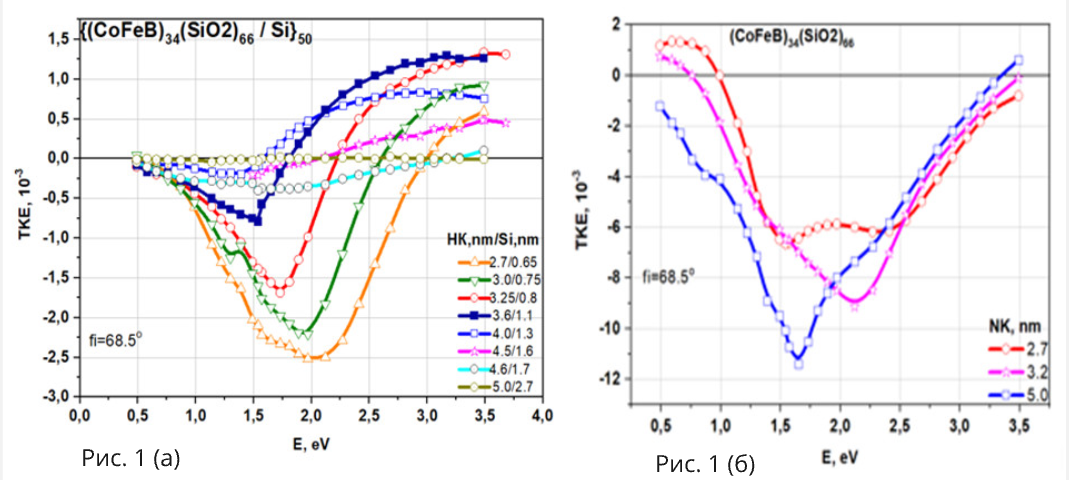 {(CoFeB)34(SiO2)66 / Si}50
1,5
1,0
0,5
0,0
-0,5
-1,0
-1,5
-2,0
-2,5
-3,0
TKE, 10-3
HK,nm/Si,nm
2.7/0.65
3.0/0.75
3.25/0.8
3.6/1.1
4.0/1.3
4.5/1.6
4.6/1.7
5.0/2.7
fi=68.5o
0,0 0,5 1,0 1,5 2,0 2,5 3,0 3,5 4,0
E, eV
Рис. 1 (а)
(CoFeB)34(SiO2)66
2
0
-2
-4
-6
-8
-10
-12
TKE, 10-3
fi=68.5o
NK, nm
2.7
3.2
5.0
0,5 1,0 1,5 2,0 2,5 3,0 3,5
E, eV
Рис. 1 (б)